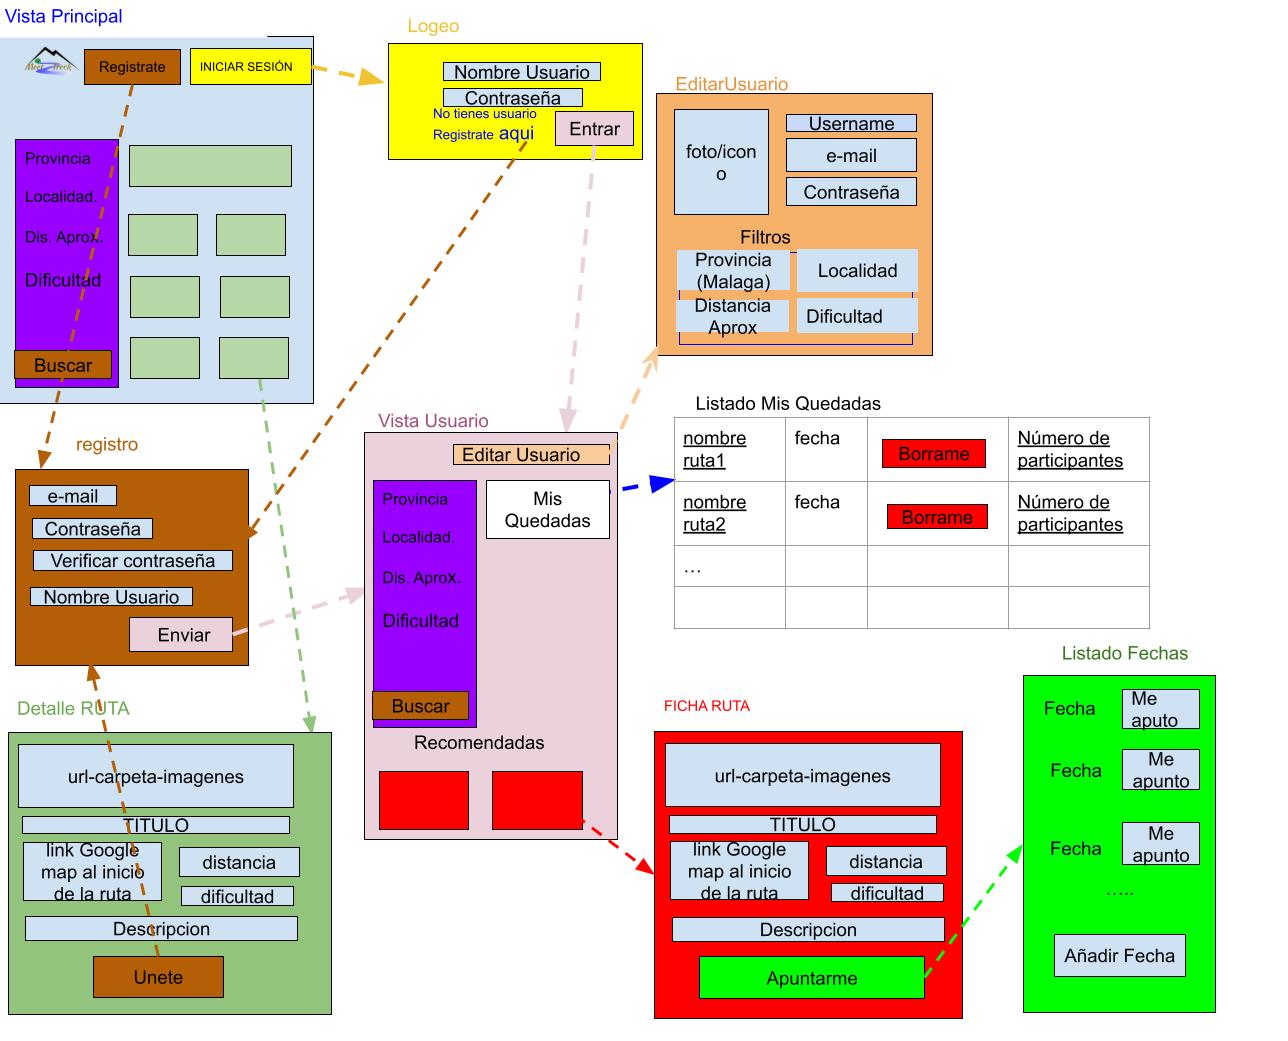 Vista Principal
Meet Treck
Registrate
INICIAR SESIÓN
Provincia
Localidad.
Dis. Aprox.
Dificultad
Buscar
Logeo
Nombre Usuario
Contraseña
No tienes usuario
Registrate aqui
Entrar
EditarUsuario
foto/icon
o
Username
e-mail
Contraseña
Filtros
Provincia
(Malaga)
Localidad
Distancia
Aprox
Dificultad
registro
e-mail
Contraseña
Verificar contraseña
Nombre Usuario
Enviar
Vista Usuario
Editar Usuario
Provincia
Localidad.
Dis. Aprox.
Dificultad
Buscar
Mis
Quedadas
Recomendadas
Listado Mis Quedadas
nombre
ruta1
fecha
Borrame
Número de
participantes
nombre
ruta2
fecha
Borrame
Número de
participantes
...
Detalle RUTA
url-carpeta-imagenes
TITULO
link Google
map al inicio
de la ruta
distancia
dificultad
Descripcion
Unete
FICHA RUTA
url-carpeta-imagenes
TITULO
link Google
map al inicio
de la ruta
distancia
dificultad
Descripcion
Apuntarme
Listado Fechas
Fecha
Me
aputo
Fecha
Me
apunto
Fecha
Me
apunto
.....
Añadir Fecha